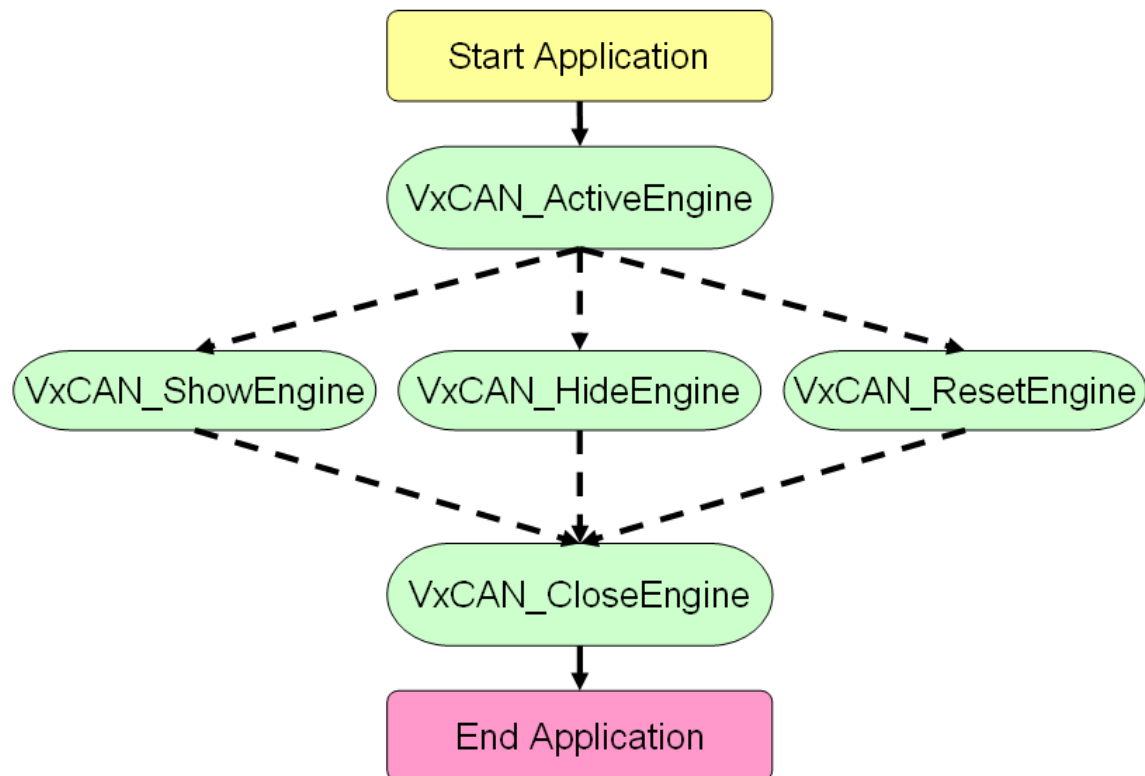 Start Application
VxCAN_ActiveEngine
VxCAN_ShowEngine
VxCAN_HideEngine
VxCAN_ResetEngine
VxCAN_CloseEngine
End Application